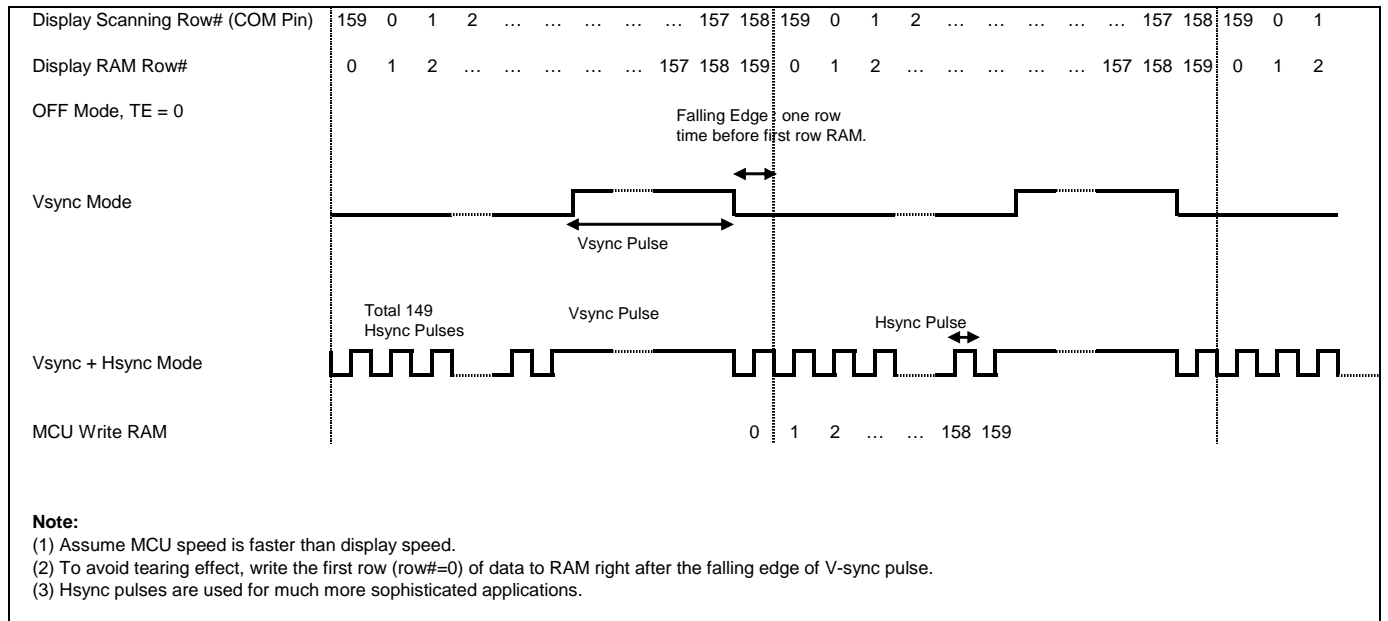 Display Scanning Row# (COM Pin) 159 0 1 2 … … … … … 157 158 159 0 1 2 … … … … … 157 158 159 0 1
Display RAM Row# 0 1 2 … … … … … 157 158 159 0 1 2 … … … … … 157 158 159 0 1 2
OFF Mode, TE = 0
Falling Edge : one row
time before first row RAM.
Vsync Mode
Vsync Pulse
Total 149
Hsync Pulses
Vsync Pulse
Hsync Pulse
Vsync + Hsync Mode
MCU Write RAM 0 1 2 … … 158 159
Note:
(1) Assume MCU speed is faster than display speed.
(2) To avoid tearing effect, write the first row (row#=0) of data to RAM right after the falling edge of V-sync pulse.
(3) Hsync pulses are used for much more sophisticated applications.